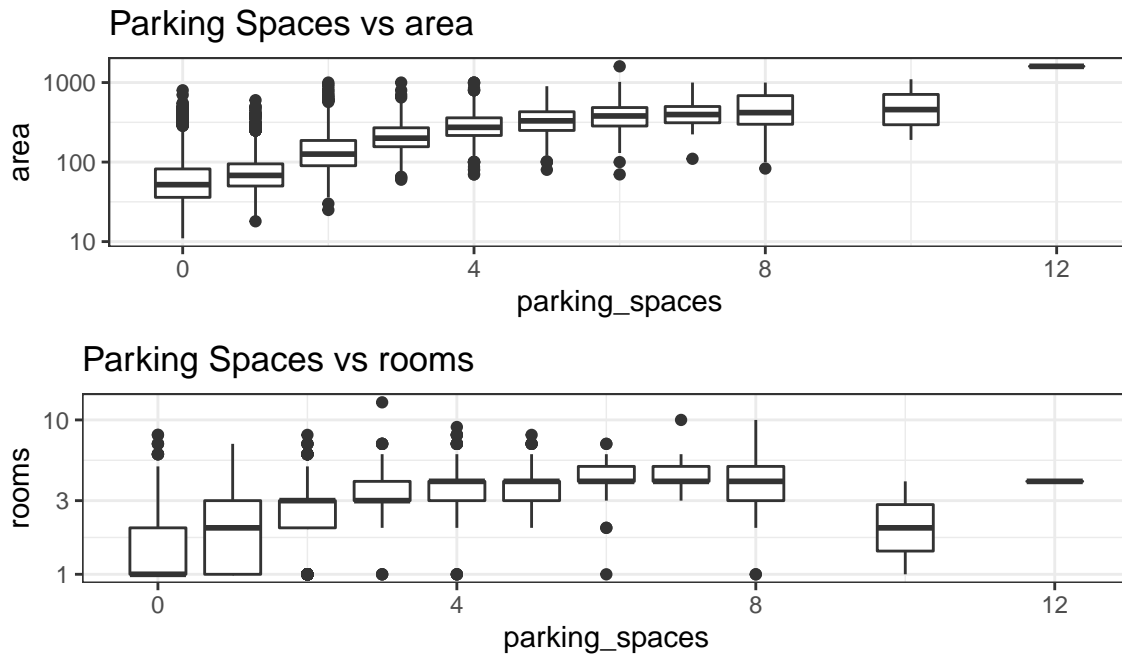 Parking Spaces vs area
1000
100
10
area
0 4 8 12
parking_spaces
Parking Spaces vs rooms
10
3
1
rooms
0 4 8 12
parking_spaces